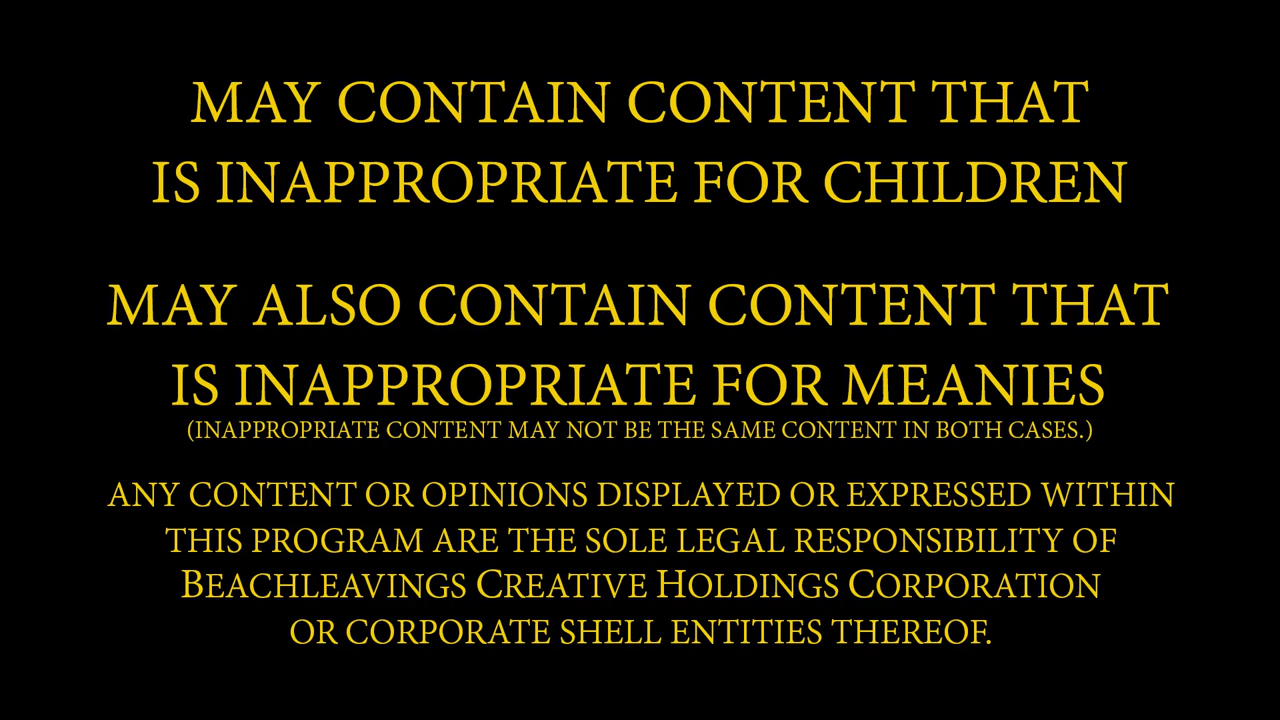 MAY CONTAIN CONTENT THAT
IS INAPPROPRIATE FOR CHILDREN
MAY ALSO CONTAIN CONTENT THAT
IS INAPPROPRIATE FOR MEANIES
(INAPPROPRIATE CONTENT MAY NOT BE THE SAME CONTENT IN BOTH CASES.)
ANY CONTENT OR OPINIONS DISPLAYED OR EXPRESSED WITHIN
THIS PROGRAM ARE THE SOLE LEGAL RESPONSIBILITY OF
BEACHLEAVINGS CREATIVE HOLDINGS CORPORATION
OR CORPORATE SHELL ENTITIES THEREOF.